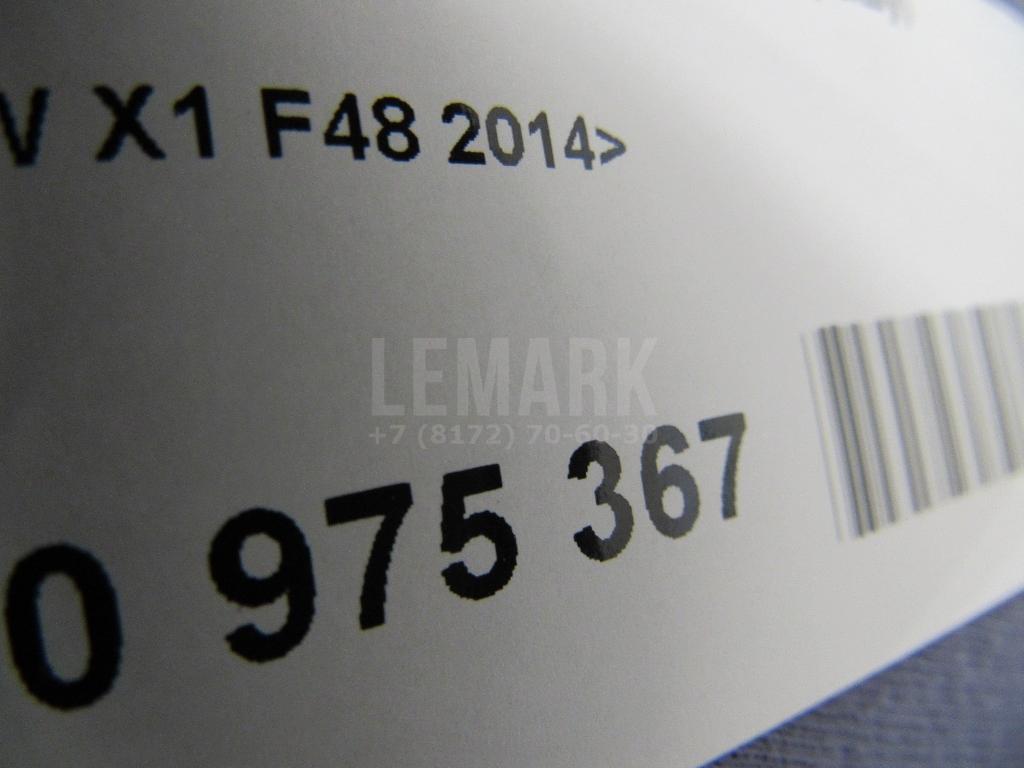 X1 F48 2014>
LEMARK
+7 (8172) 70-60-30
0 975 367